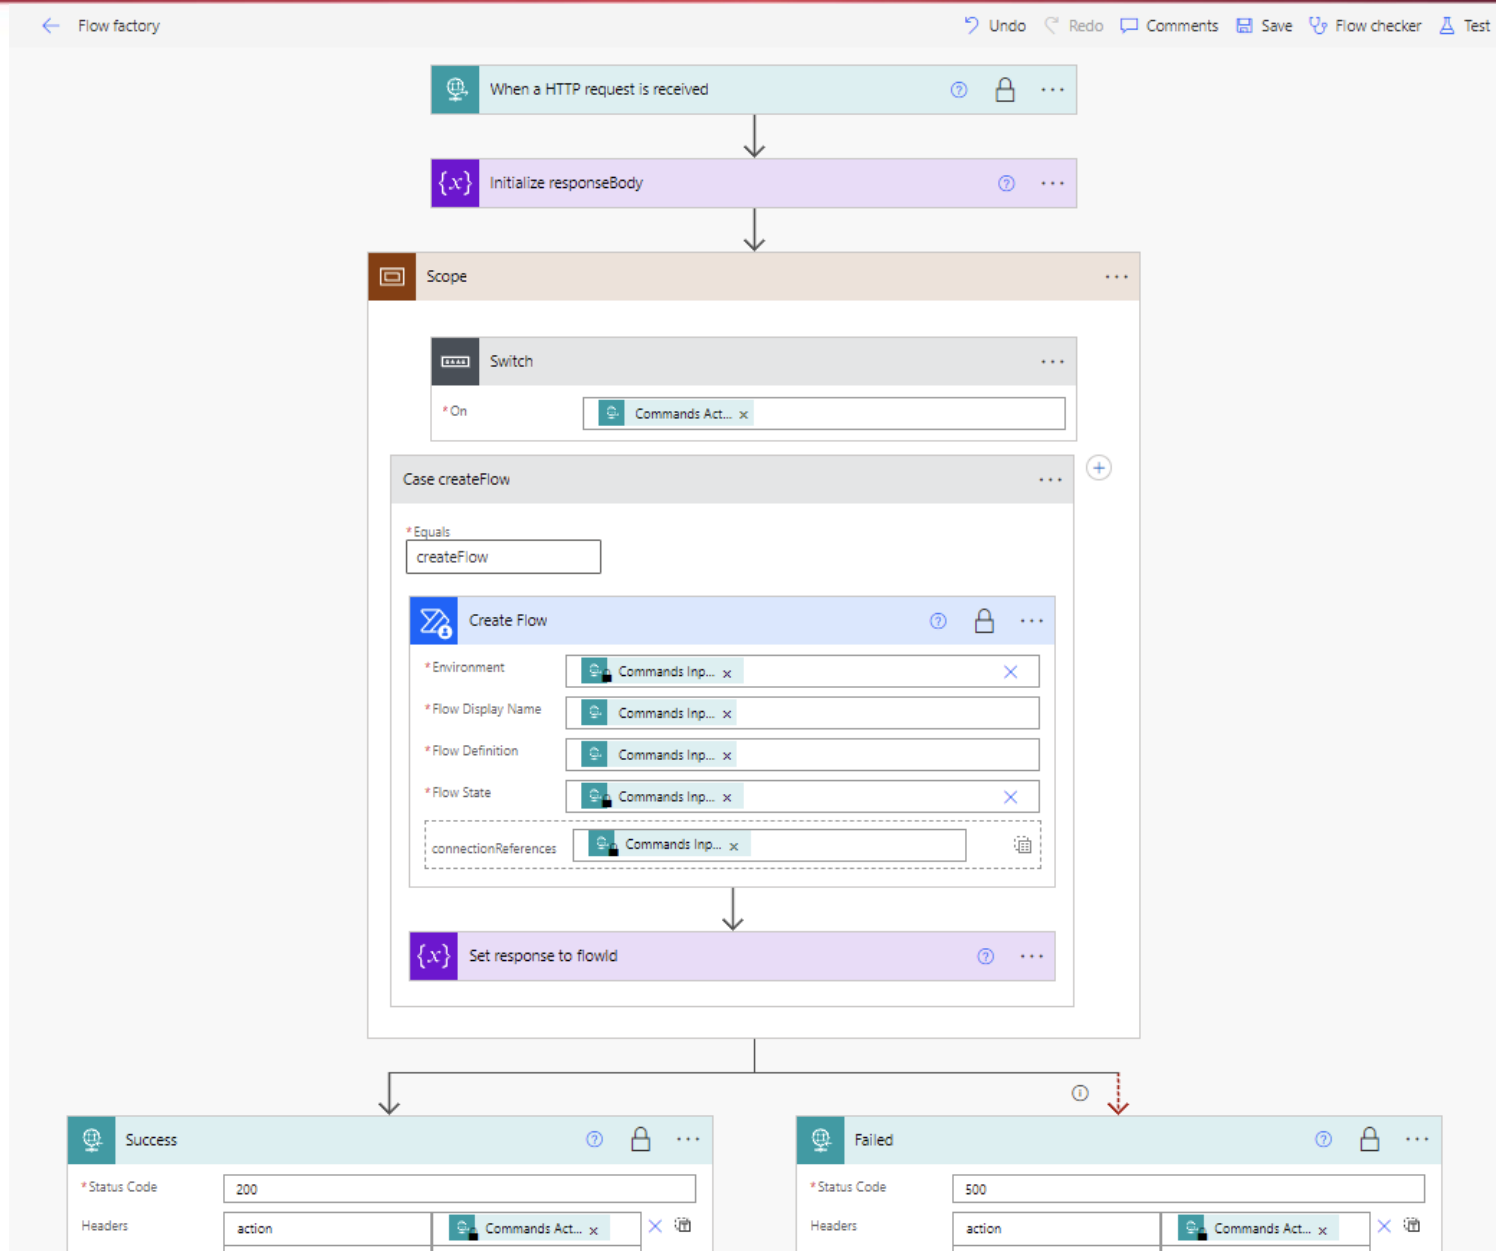 Flow factory
Undo Redo Comments Save Flow checker Test
When a HTTP request is received
{x} Initialize responseBody
Scope
Switch
* On Commands Act... ×
Case createFlow
* Equals
createFlow
Create Flow
* Environment Commands Inp... ×
* Flow Display Name Commands Inp... ×
* Flow Definition Commands Inp... ×
* Flow State Commands Inp... ×
connectionReferences Commands Inp... ×
{x} Set response to flowId
Success
* Status Code 200
Headers action Commands Act... ×
Failed
* Status Code 500
Headers action Commands Act... ×